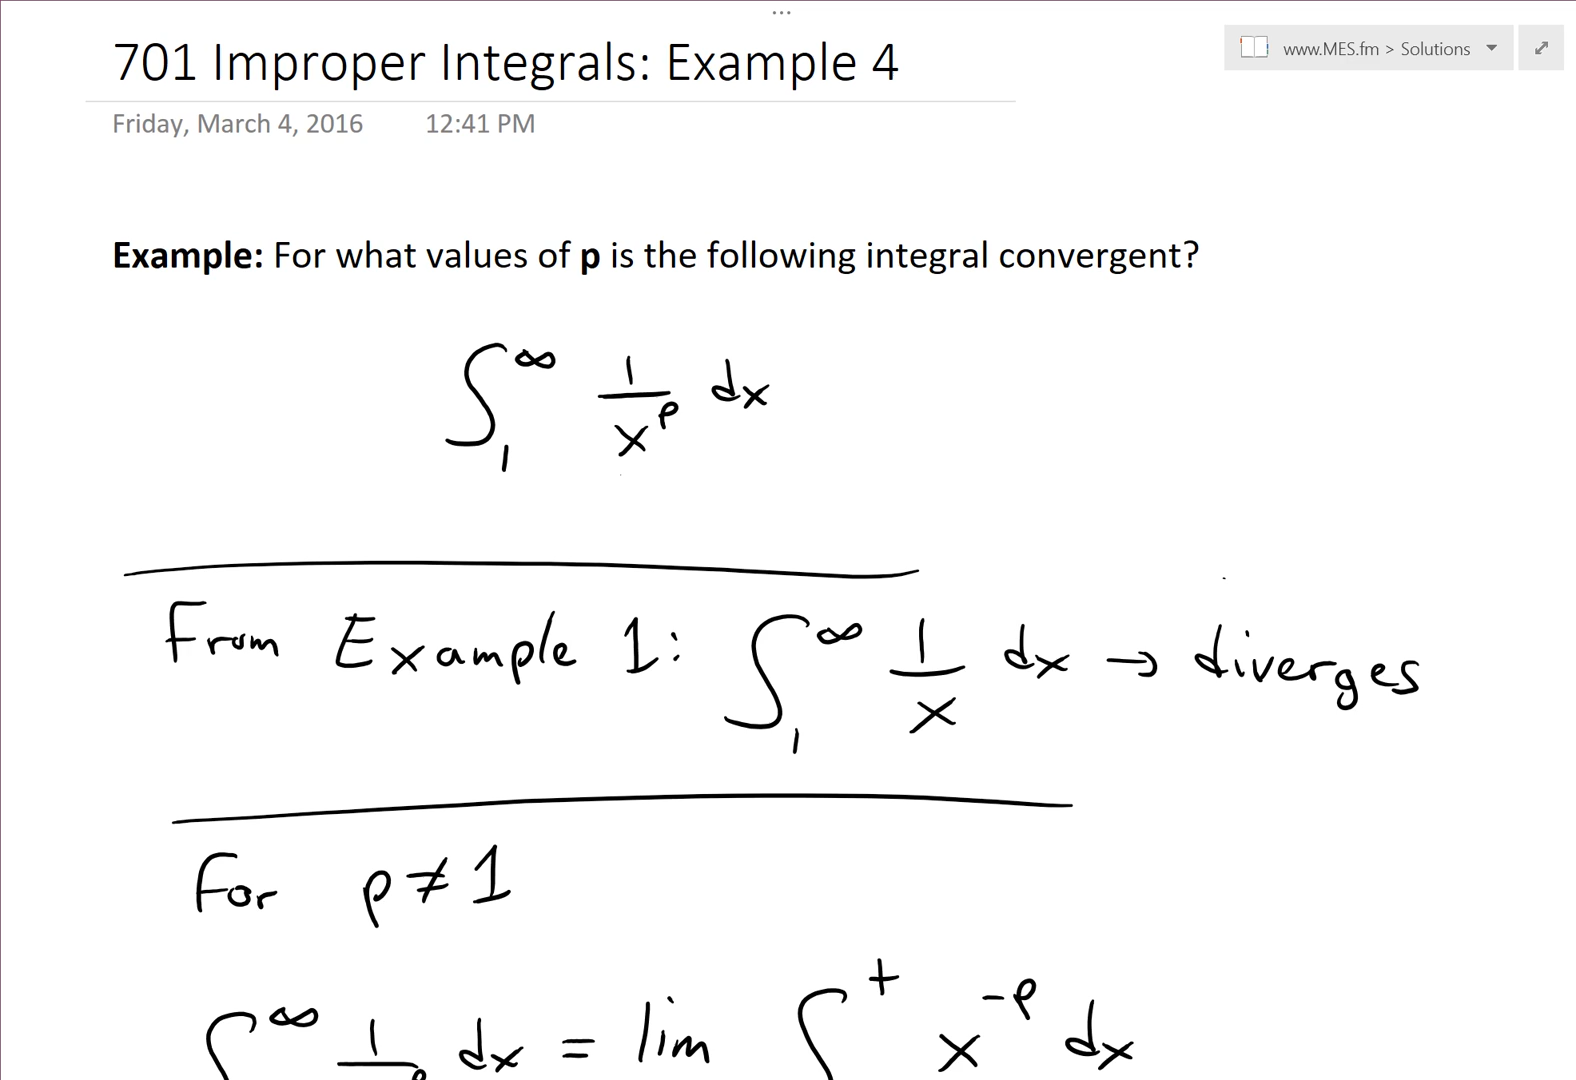 701 Improper Integrals: Example 4
www.MES.fm > Solutions
Friday, March 4, 2016 12:41 PM
Example: For what values of p is the following integral convergent?
∫₁^∞ 1/x^p dx
From Example 1: ∫₁^∞ 1/x dx → diverges
For p ≠ 1
∫^∞ 1/ dx = lim ∫^t x^-p dx